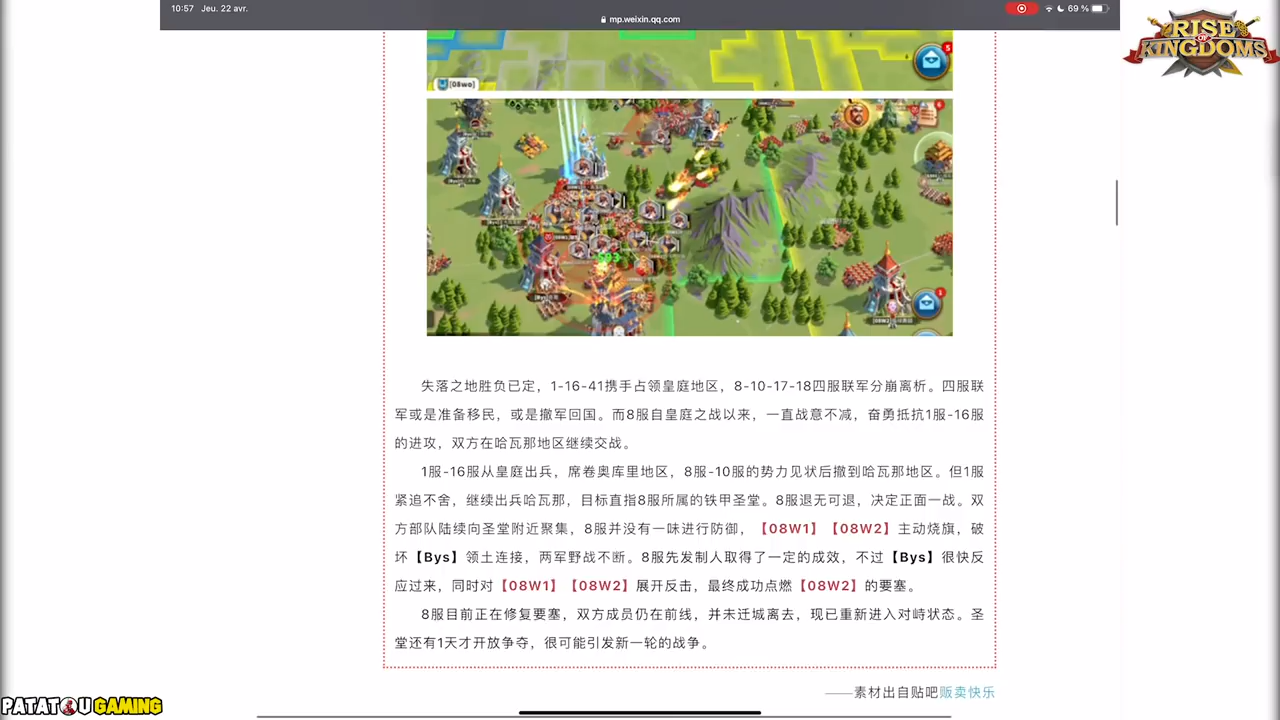 10:57 Jeu. 22 avr.
69 %
mp.weixin.qq.com
RISE OF KINGDOMS
5
[08wo]
6
593
[Bys]
1
[08W2]
失落之地胜负已定，1-16-41携手占领皇庭地区，8-10-17-18四服联军分崩离析。四服联
军或是准备移民，或是撤军回国。而8服自皇庭之战以来，一直战意不减，奋勇抵抗1服-16服
的进攻，双方在哈瓦那地区继续交战。
1服-16服从皇庭出兵，席卷奥库里地区，8服-10服的势力见状后撤到哈瓦那地区。但1服
紧追不舍，继续出兵哈瓦那，目标直指8服所属的铁甲圣堂。8服退无可退，决定正面一战。双
方部队陆续向圣堂附近聚集，8服并没有一味进行防御，【08W1】【08W2】主动烧旗，破
坏【Bys】领土连接，两军野战不断。8服先发制人取得了一定的成效，不过【Bys】很快反
应过来，同时对【08W1】【08W2】展开反击，最终成功点燃【08W2】的要塞。
8服目前正在修复要塞，双方成员仍在前线，并未迁城离去，现已重新进入对峙状态。圣
堂还有1天才开放争夺，很可能引发新一轮的战争。
——素材出自贴吧贩卖快乐
PATATOU GAMING